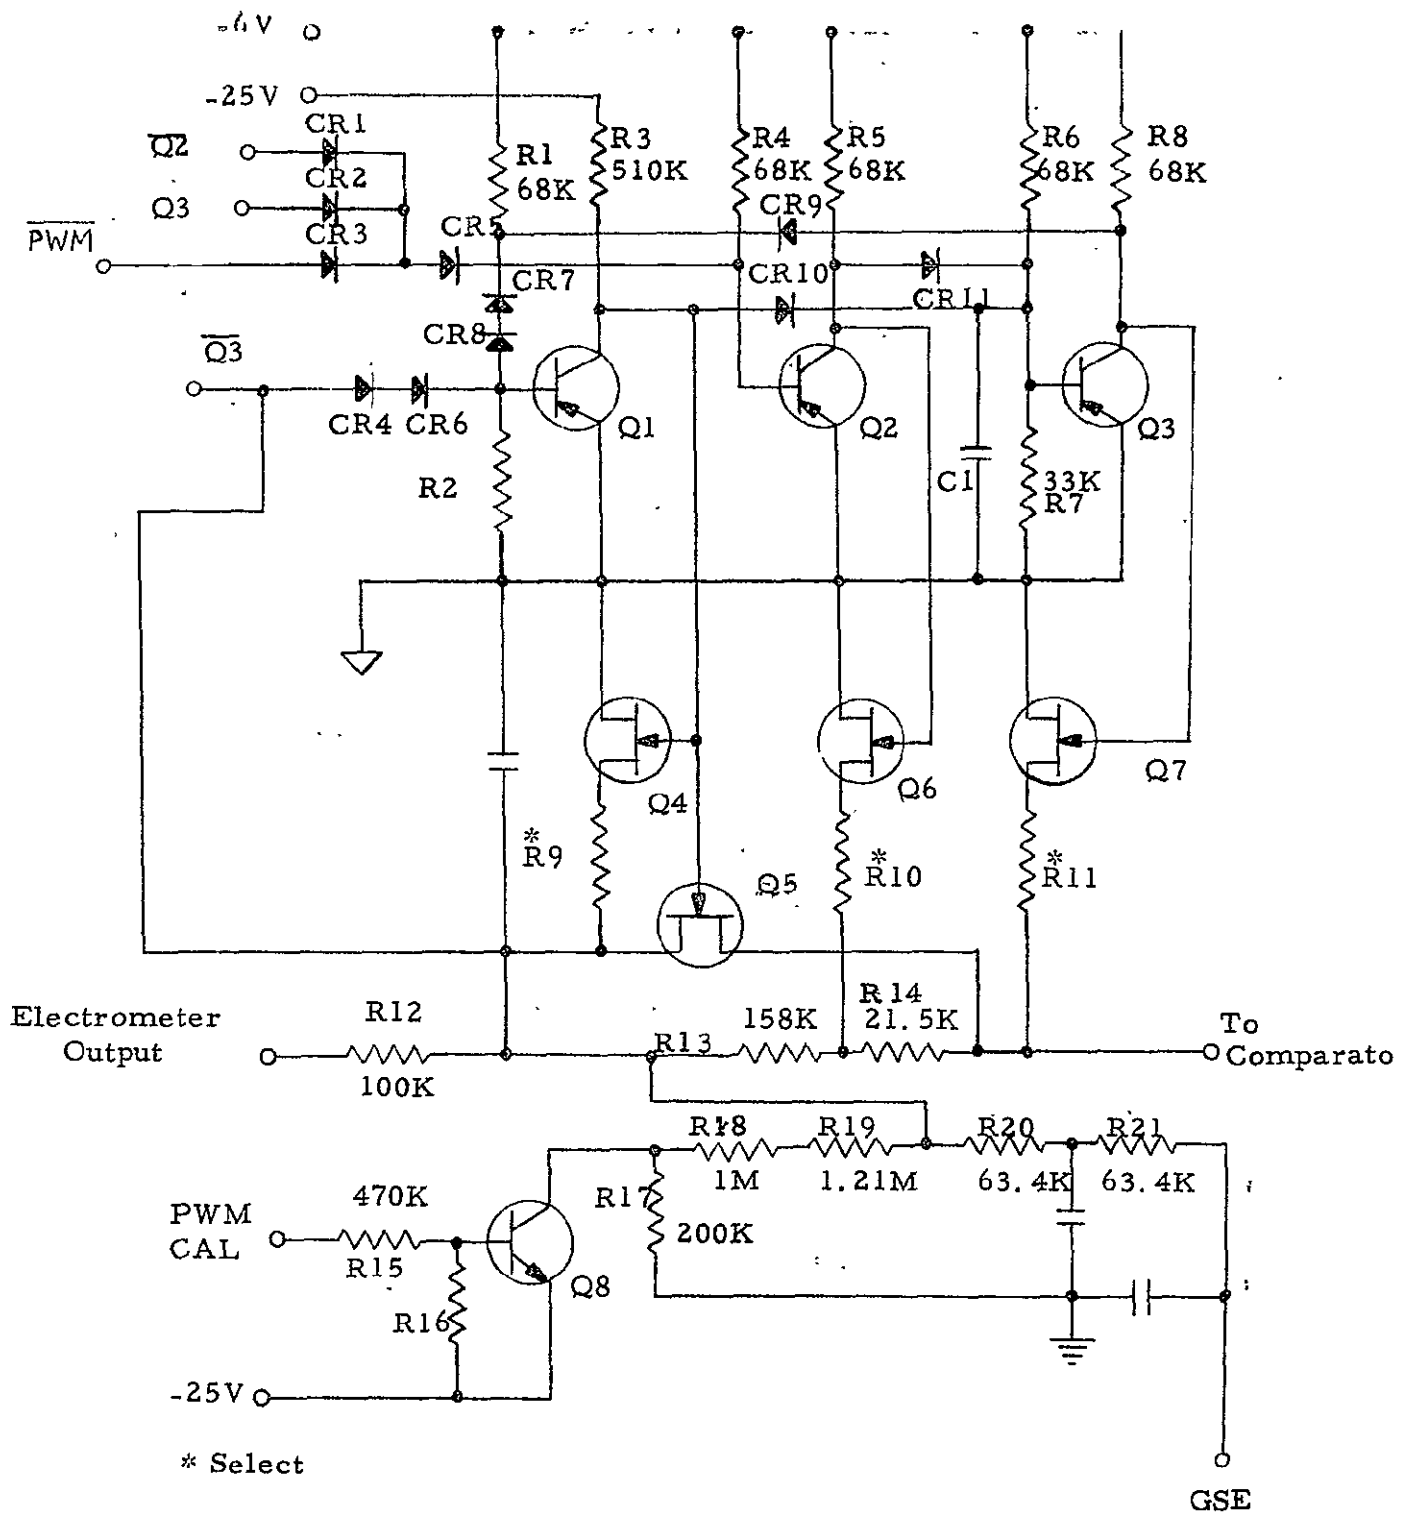 -6V
-25V
CR1
Q2
CR2
Q3
CR3
PWM
CR5
R1
68K
R3
510K
R4
68K
R5
68K
R6
68K
R8
68K
CR9
CR7
CR10
CR11
CR8
Q3
CR4 CR6
Q1
Q2
Q3
R2
C1
33K
R7
Q4
Q6
Q7
*
R9
Q5
*
R10
*
R11
Electrometer
Output
R12
100K
R13
158K
R14
21.5K
To
Comparato
R18
1M
R19
1.21M
R20
63.4K
R21
63.4K
R17
200K
PWM
CAL
470K
R15
Q8
R16
-25V
* Select
GSE